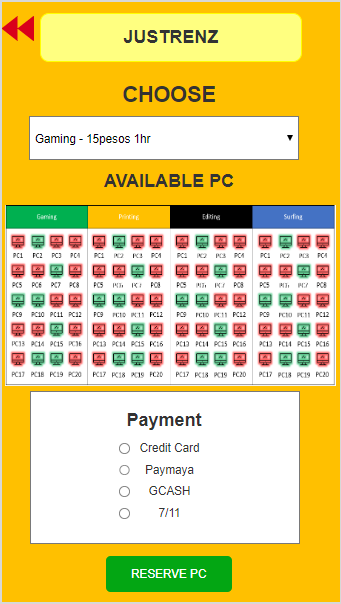 JUSTRENZ
CHOOSE
Gaming - 15pesos 1hr
AVAILABLE PC
Gaming Printing Editing Surfing
PC1 PC2 PC3 PC4 PC1 PC2 PC3 PC4 PC1 PC2 PC3 PC4 PC1 PC2 PC3 PC4
PC5 PC6 PC7 PC8 PC5 PC6 PC7 PC8 PC5 PC6 PC7 PC8 PC5 PC6 PC7 PC8
PC9 PC10 PC11 PC12 PC9 PC10 PC11 PC12 PC9 PC10 PC11 PC12 PC9 PC10 PC11 PC12
PC13 PC14 PC15 PC16 PC13 PC14 PC15 PC16 PC13 PC14 PC15 PC16 PC13 PC14 PC15 PC16
PC17 PC18 PC19 PC20 PC17 PC18 PC19 PC20 PC17 PC18 PC19 PC20 PC17 PC18 PC19 PC20
Payment
Credit Card
Paymaya
GCASH
7/11
RESERVE PC